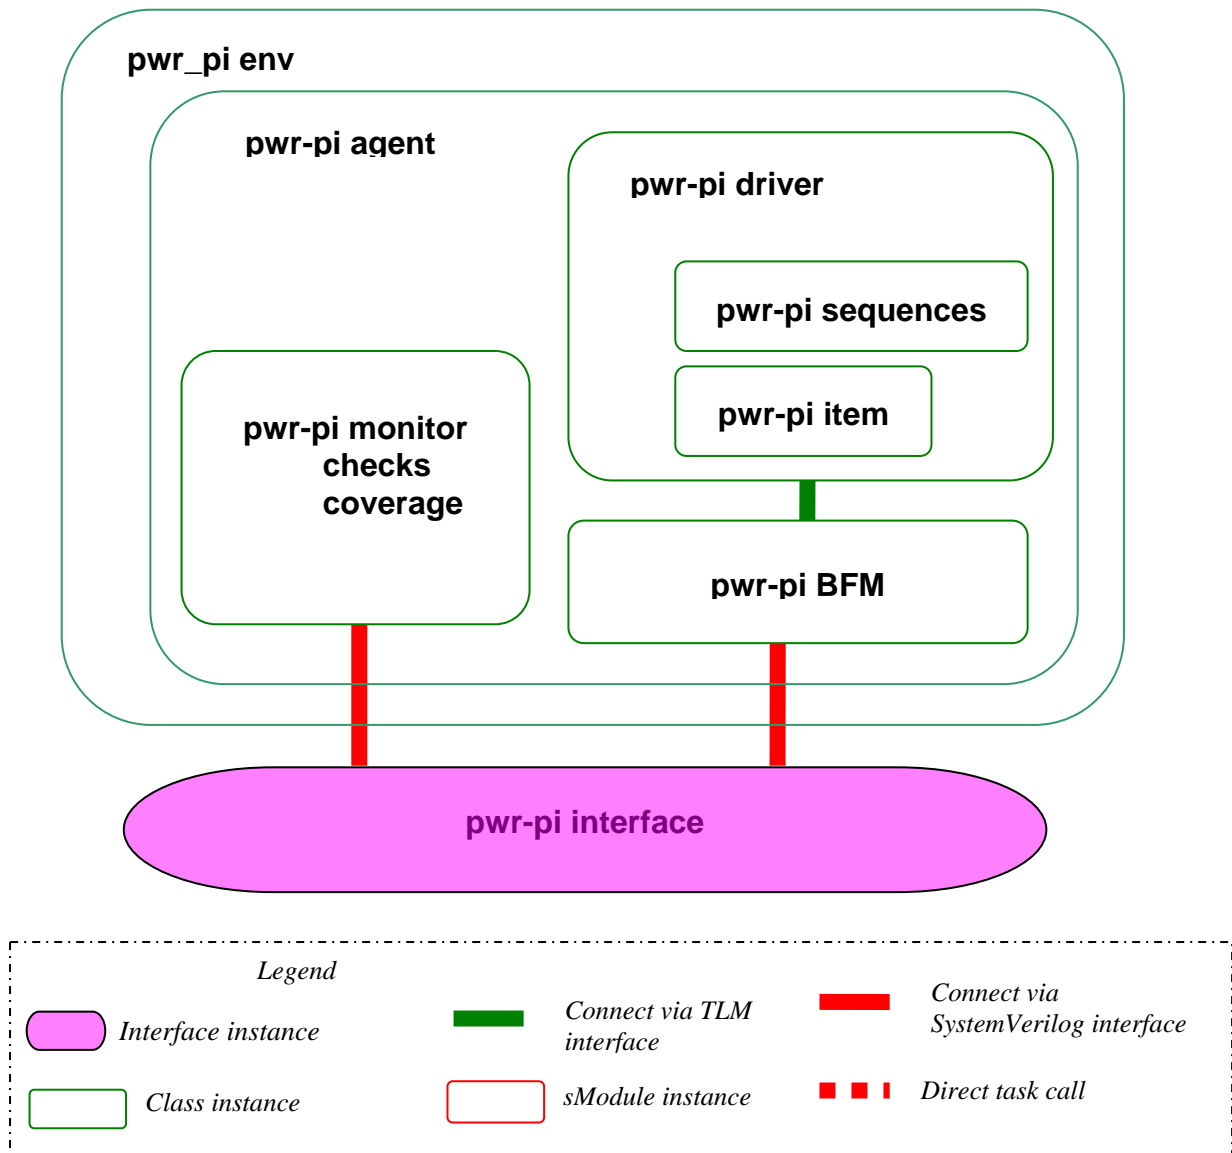 pwr_pi env
pwr-pi agent
pwr-pi driver
pwr-pi sequences
pwr-pi item
pwr-pi monitor
checks
coverage
pwr-pi BFM
pwr-pi interface
Legend
Interface instance
Connect via TLM
interface
Connect via
SystemVerilog interface
Class instance
sModule instance
Direct task call